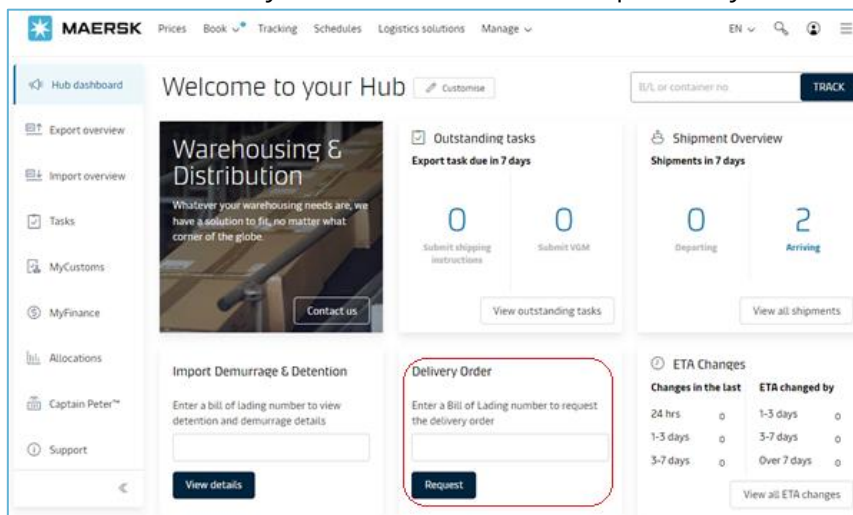 MAERSK Prices Book Tracking Schedules Logistics solutions Manage EN
Hub dashboard
Export overview
Import overview
Tasks
MyCustoms
MyFinance
Allocations
Captain Peter™
Support
Welcome to your Hub Customise
B/L or container no. TRACK
Warehousing &
Distribution
Whatever your warehousing needs are, we
have a solution to fit, no matter what
corner of the globe.
Contact us
Outstanding tasks
Export task due in 7 days
0 0
Submit shipping
instructions
Submit VGM
View outstanding tasks
Shipment Overview
Shipments in 7 days
0 2
Departing Arriving
View all shipments
Import Demurrage & Detention
Enter a bill of lading number to view
detention and demurrage details
View details
Delivery Order
Enter a Bill of Lading number to request
the delivery order
Request
ETA Changes
Changes in the last ETA changed by
24 hrs 0 1-3 days 0
1-3 days 0 3-7 days 0
3-7 days 0 Over 7 days 0
View all ETA changes